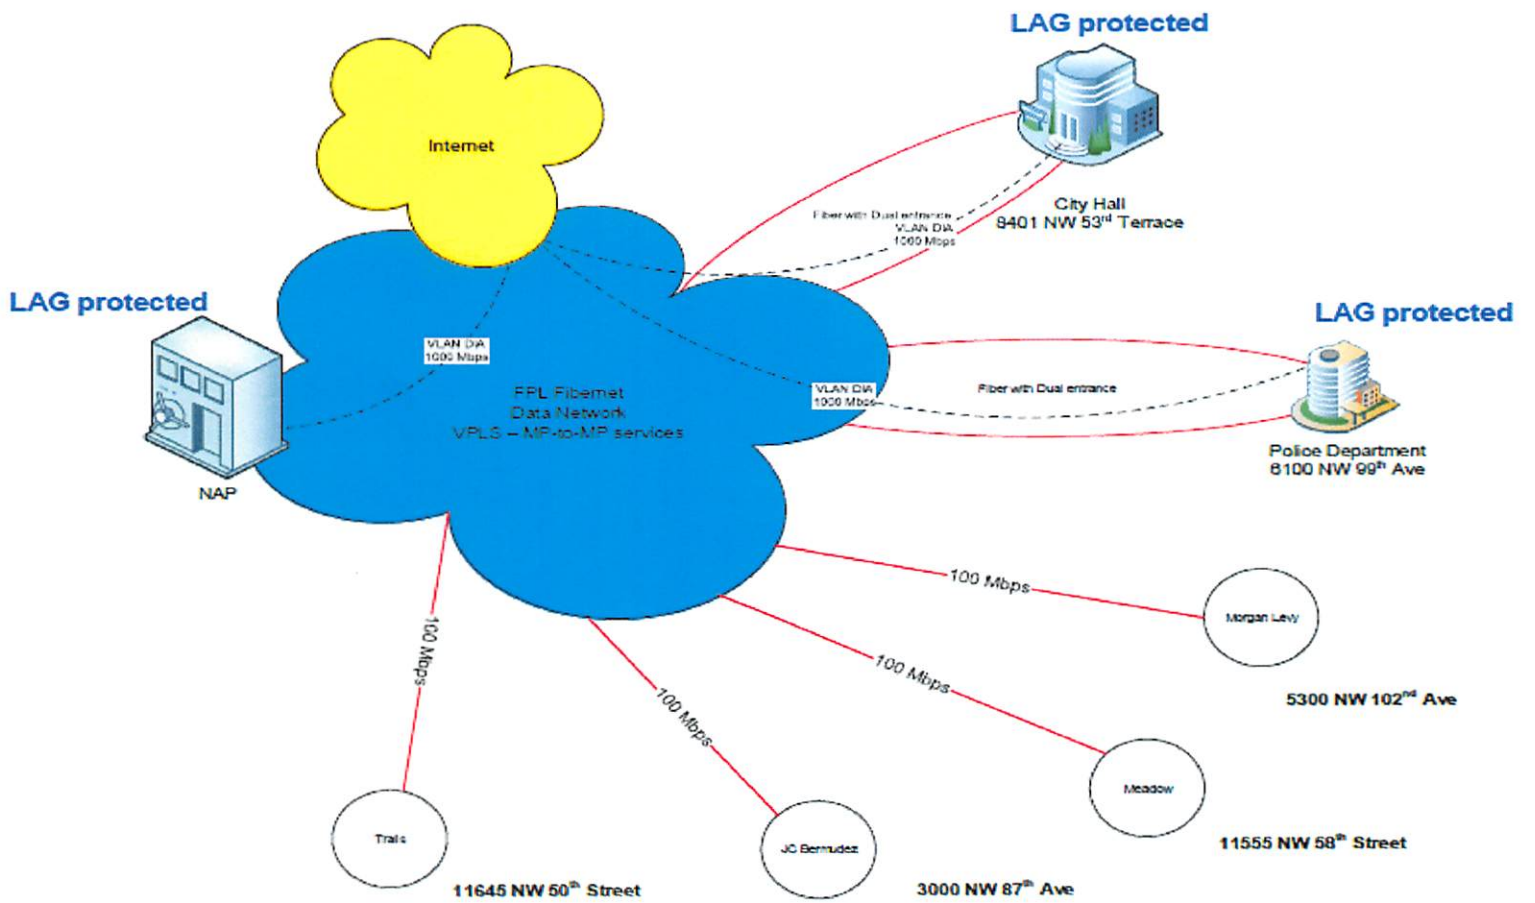 LAG protected
Internet
City Hall
8401 NW 53rd Terrace
Fiber with Dual entrance
VLAN DIA
1000 Mbps
LAG protected
NAP
VLAN DIA
1000 Mbps
FPL Fibernet
Data Network
VPLS – MP-to-MP services
LAG protected
VLAN DIA
1000 Mbps
Fiber with Dual entrance
Police Department
6100 NW 99th Ave
100 Mbps
Morgan Levy
5300 NW 102nd Ave
100 Mbps
Meadow
11555 NW 58th Street
100 Mbps
JC Bermudez
3000 NW 87th Ave
100 Mbps
Trails
11645 NW 50th Street